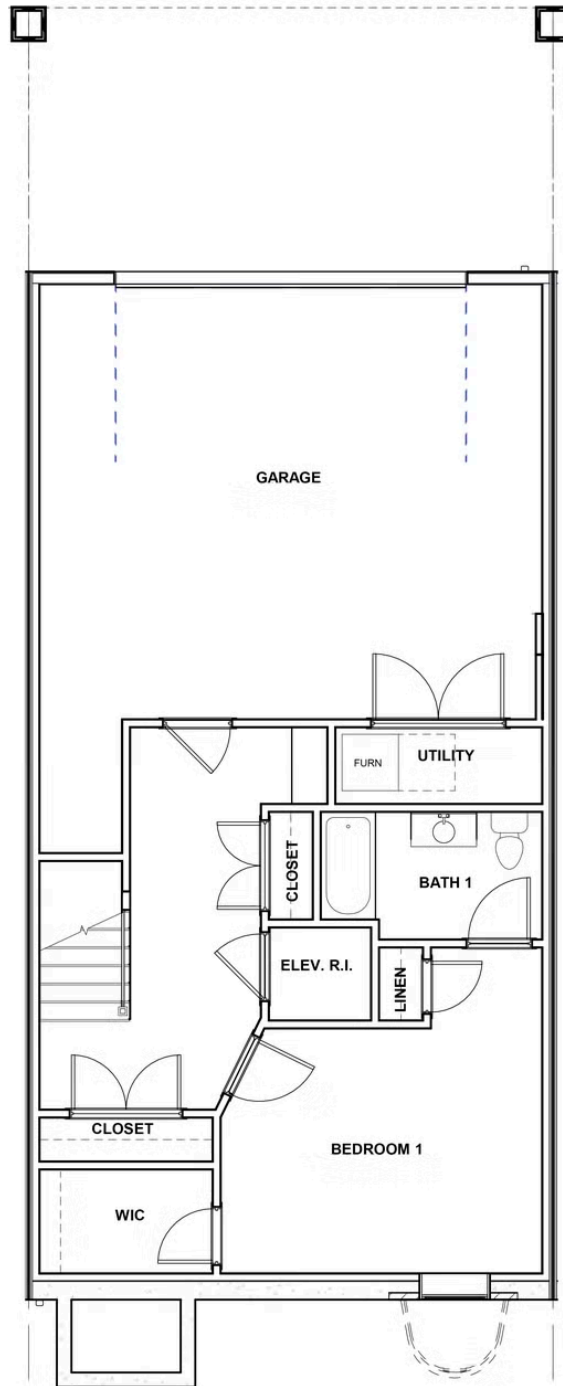 GARAGE
UTILITY
FURN
CLOSET
BATH 1
ELEV. R.I.
LINEN
CLOSET
BEDROOM 1
WIC